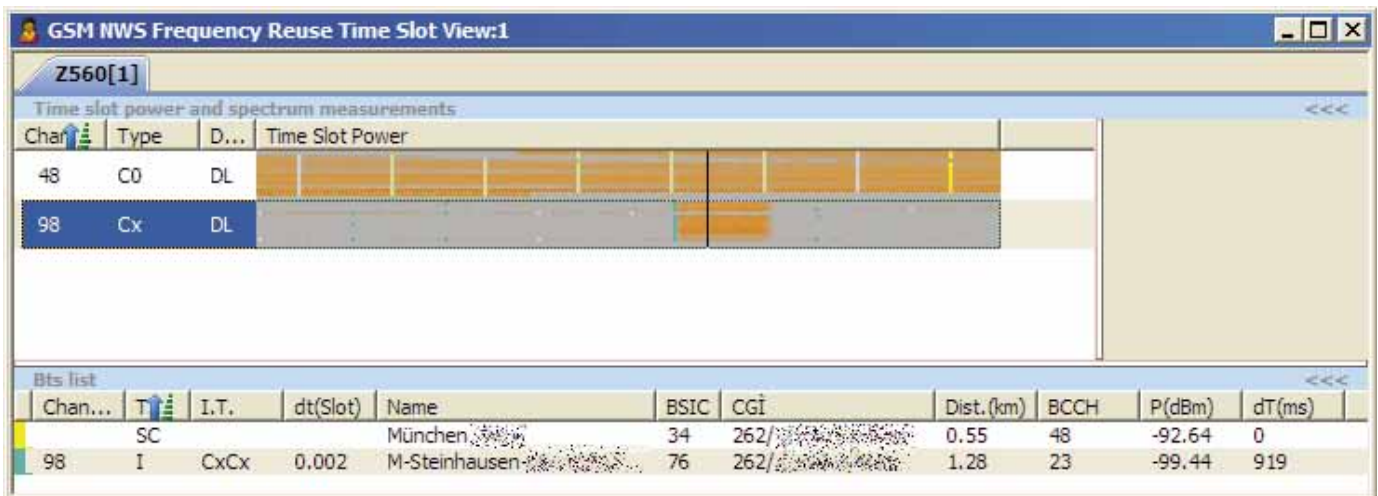 GSM NWS Frequency Reuse Time Slot View:1
Z560[1]
Time slot power and spectrum measurements <<<
Type D... Time Slot Power
48 C0 DL
98 Cx DL
Bts list <<<
Chan... T I.T. dt(Slot) Name BSIC CGÌ Dist.(km) BCCH P(dBm) dT(ms)
SC München 34 262/ 0.55 48 -92.64 0
98 I CxCx 0.002 M-Steinhausen- 76 262/ 1.28 23 -99.44 919